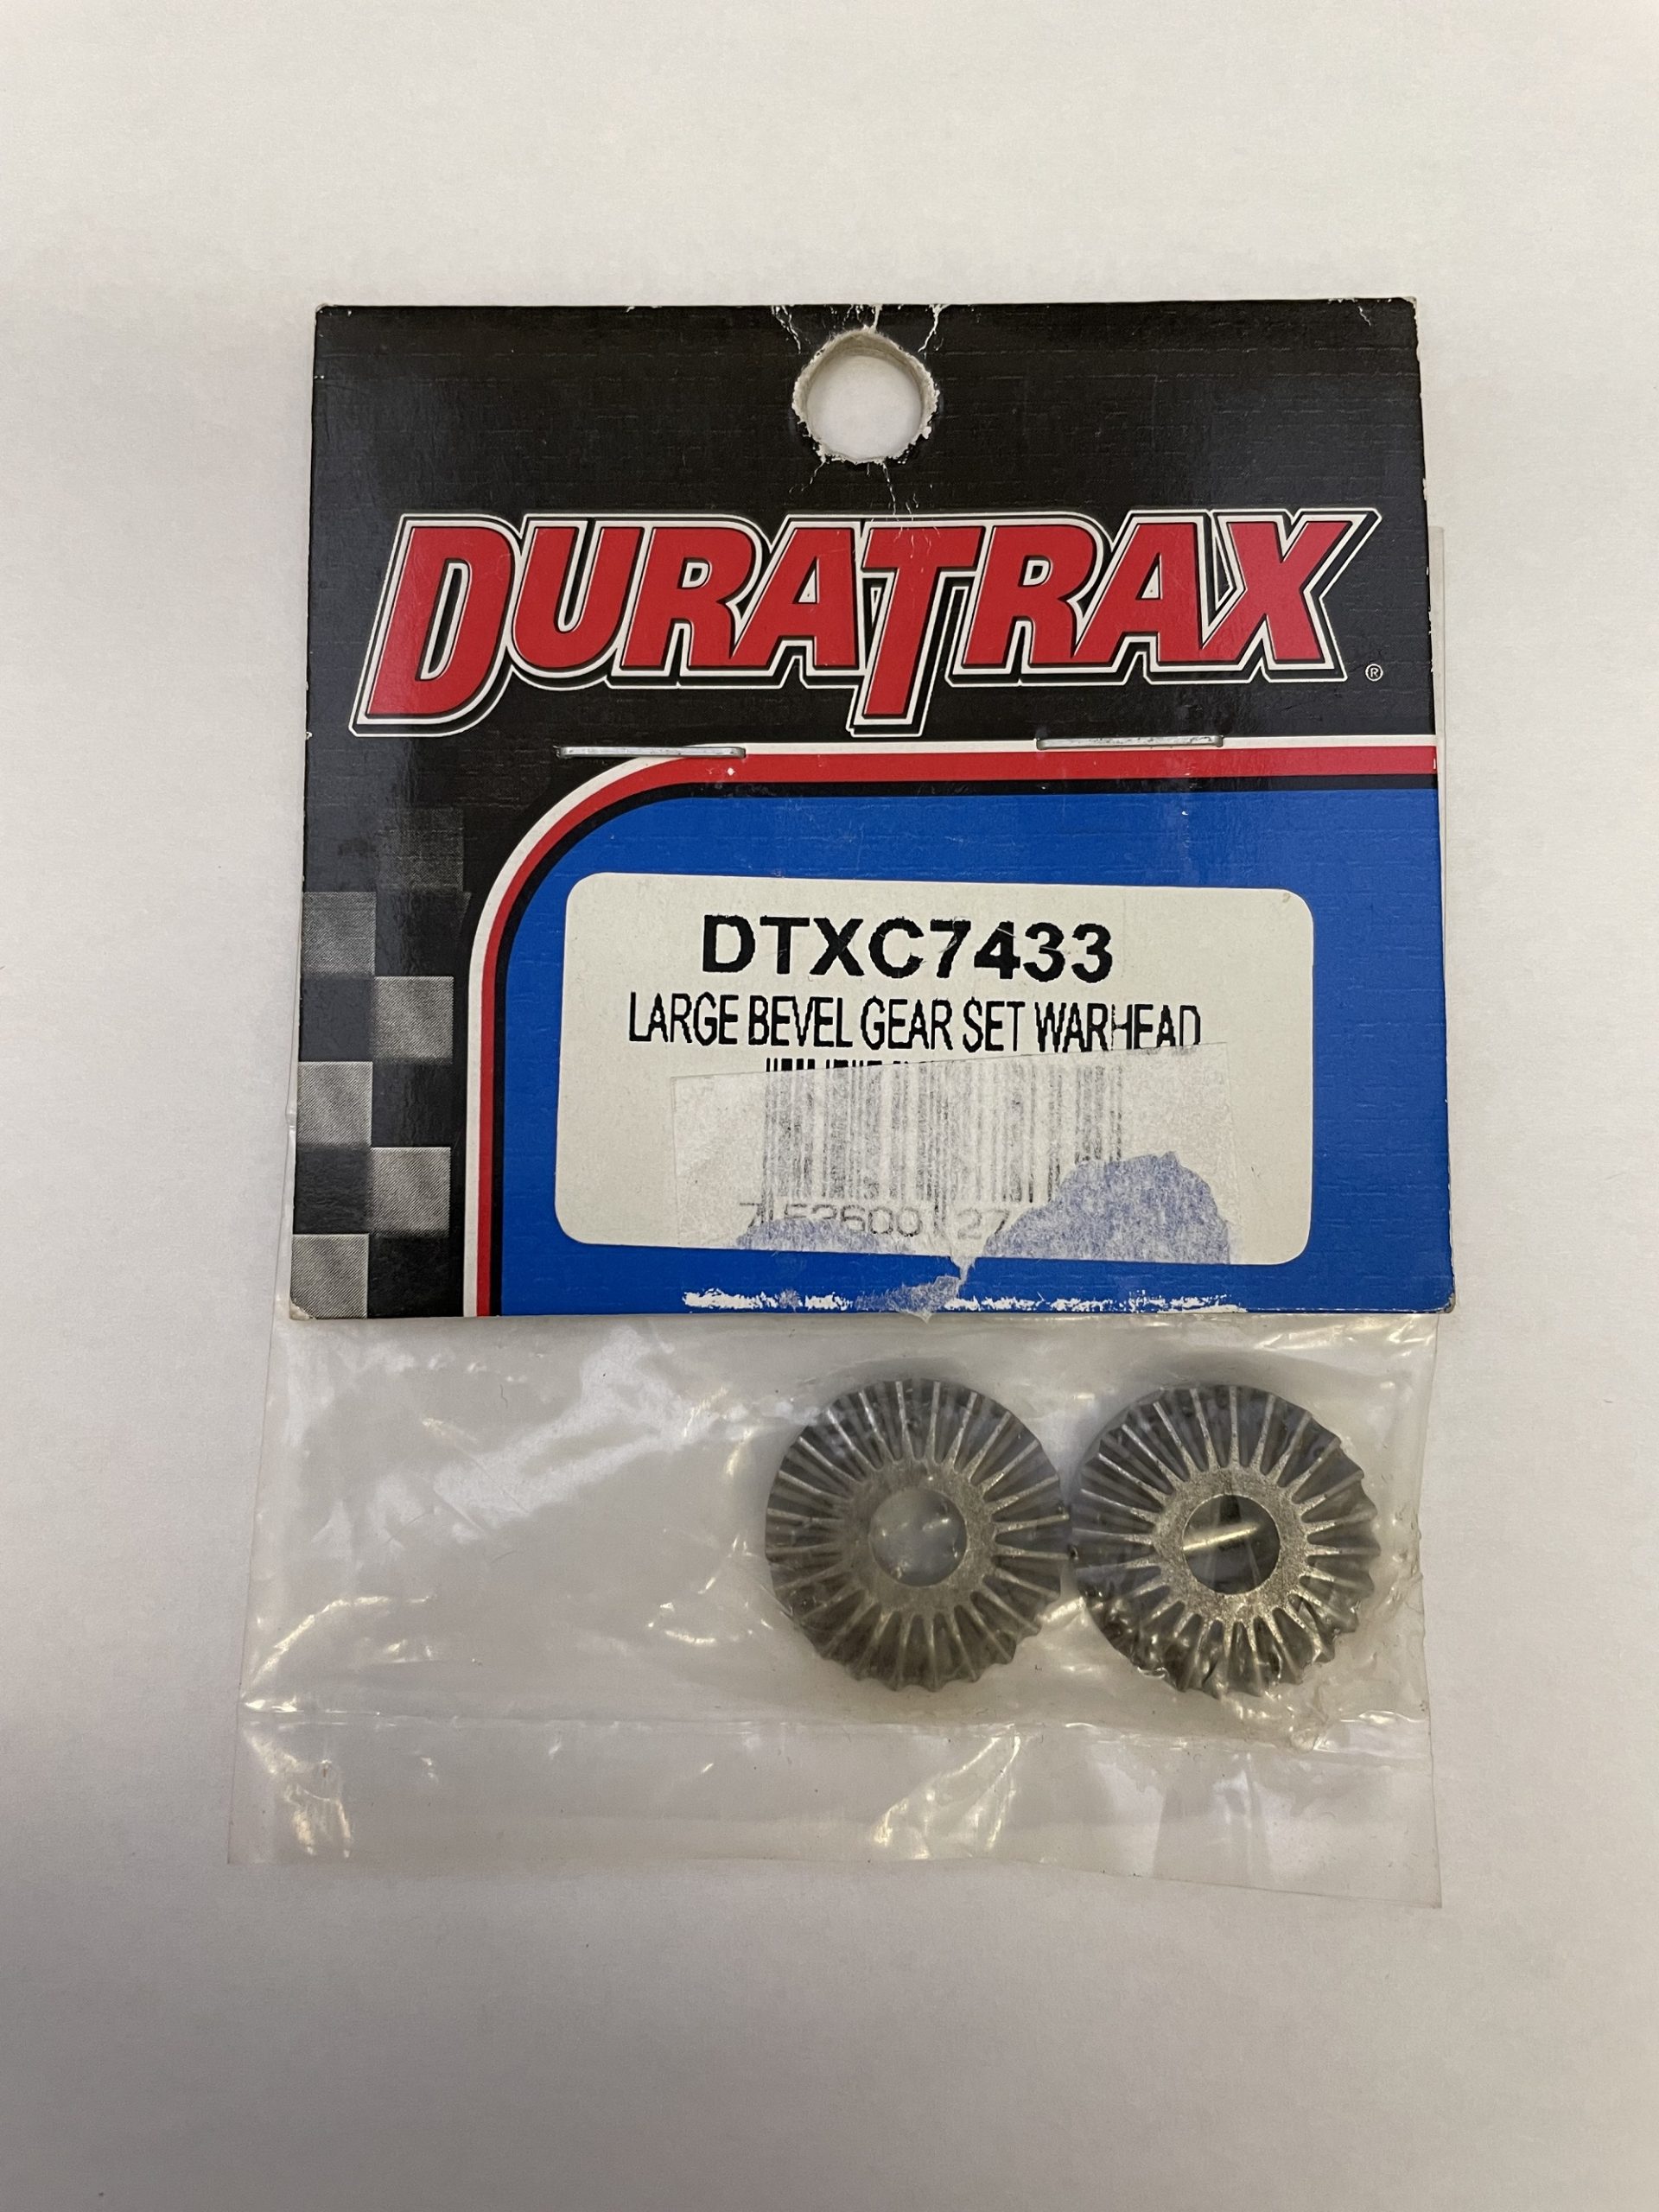 DURATRAX
®
DTXC7433
LARGE BEVEL GEAR SET WARHEAD